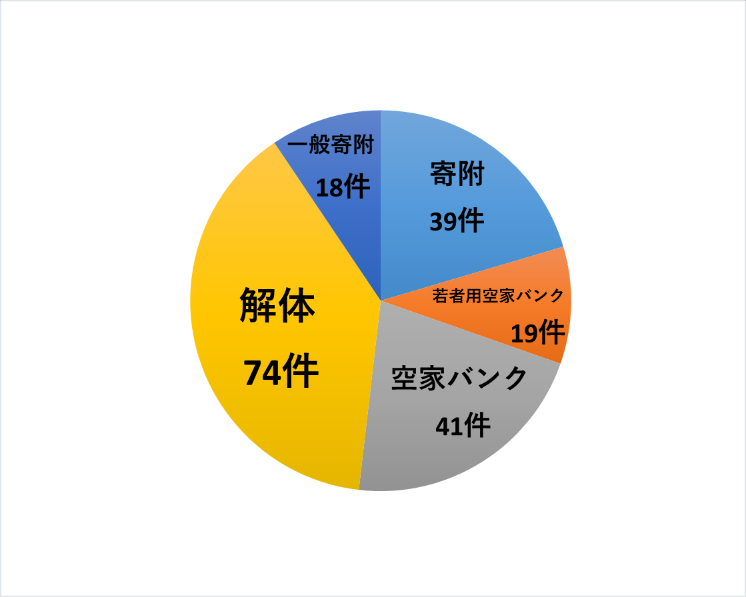 一般寄附
18件
寄附
39件
若者用空家バンク
19件
空家バンク
41件
解体
74件